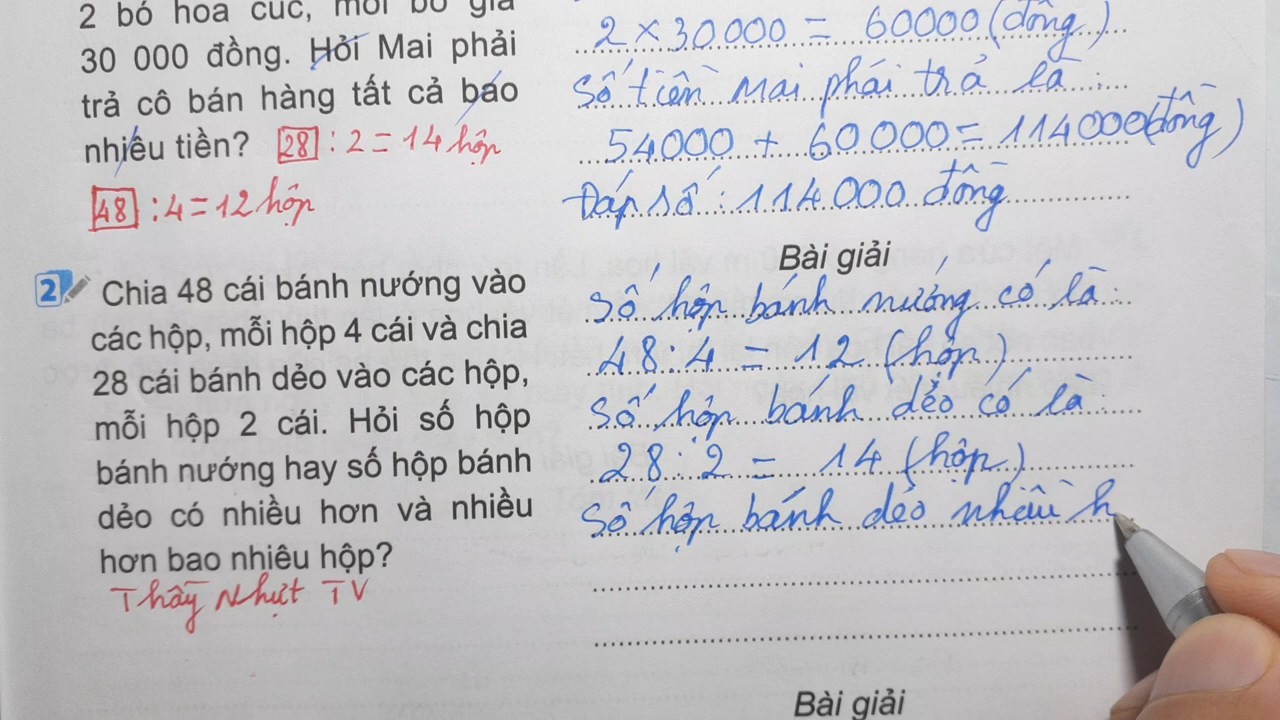 2 bó hoa cúc, mỗi bó giá
30 000 đồng. Hỏi Mai phải
trả cô bán hàng tất cả bao
nhiêu tiền?
28 : 2 = 14 hộp
48 : 4 = 12 hộp
2 × 30000 = 60000 (đồng)
Số tiền Mai phải trả là :
54000 + 60000 = 114000 (đồng)
Đáp số : 114000 đồng
2
Chia 48 cái bánh nướng vào
các hộp, mỗi hộp 4 cái và chia
28 cái bánh dẻo vào các hộp,
mỗi hộp 2 cái. Hỏi số hộp
bánh nướng hay số hộp bánh
dẻo có nhiều hơn và nhiều
hơn bao nhiêu hộp?
Thầy Nhựt TV
Bài giải
Số hộp bánh nướng có là :
48 : 4 = 12 (hộp)
Số hộp bánh dẻo có là :
28 : 2 = 14 (hộp)
Số hộp bánh dẻo nhiều h
Bài giải